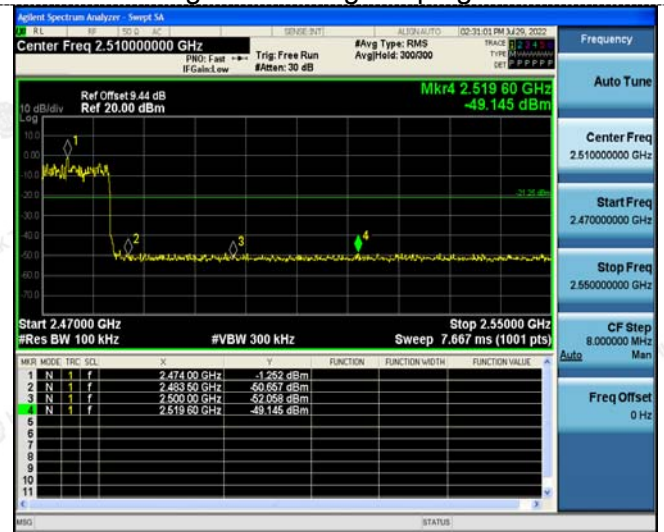 Agilent Spectrum Analyzer - Swept SA
RL RF 50 Ω AC SENSE:INT ALIGNAUTO 02:31:01 PM Jul 29, 2022
Center Freq 2.510000000 GHz
PNO: Fast Trig: Free Run
IFGain:Low #Atten: 30 dB
#Avg Type: RMS
Avg|Hold: 300/300
TRACE 1 2 3 4 5 6
TYPE
DET P P P P P P
Frequency
Auto Tune
Mkr4 2.519 60 GHz
-49.145 dBm
Ref Offset 9.44 dB
10 dB/div Ref 20.00 dBm
Log
10.0
0.00
-10.0
-20.0
-30.0
-40.0
-50.0
-60.0
-70.0
1
2
3
4
-21.25 dBm
Center Freq
2.510000000 GHz
Start Freq
2.470000000 GHz
Stop Freq
2.550000000 GHz
Start 2.47000 GHz Stop 2.55000 GHz
#Res BW 100 kHz #VBW 300 kHz Sweep 7.667 ms (1001 pts)
CF Step
8.000000 MHz
Auto Man
Freq Offset
0 Hz
MKR MODE TRC SCL X Y FUNCTION FUNCTION WIDTH FUNCTION VALUE
1 N 1 f 2.474 00 GHz -1.252 dBm
2 N 1 f 2.483 50 GHz -50.657 dBm
3 N 1 f 2.500 00 GHz -52.058 dBm
4 N 1 f 2.519 60 GHz -49.145 dBm
5
6
7
8
9
10
11
MSG STATUS